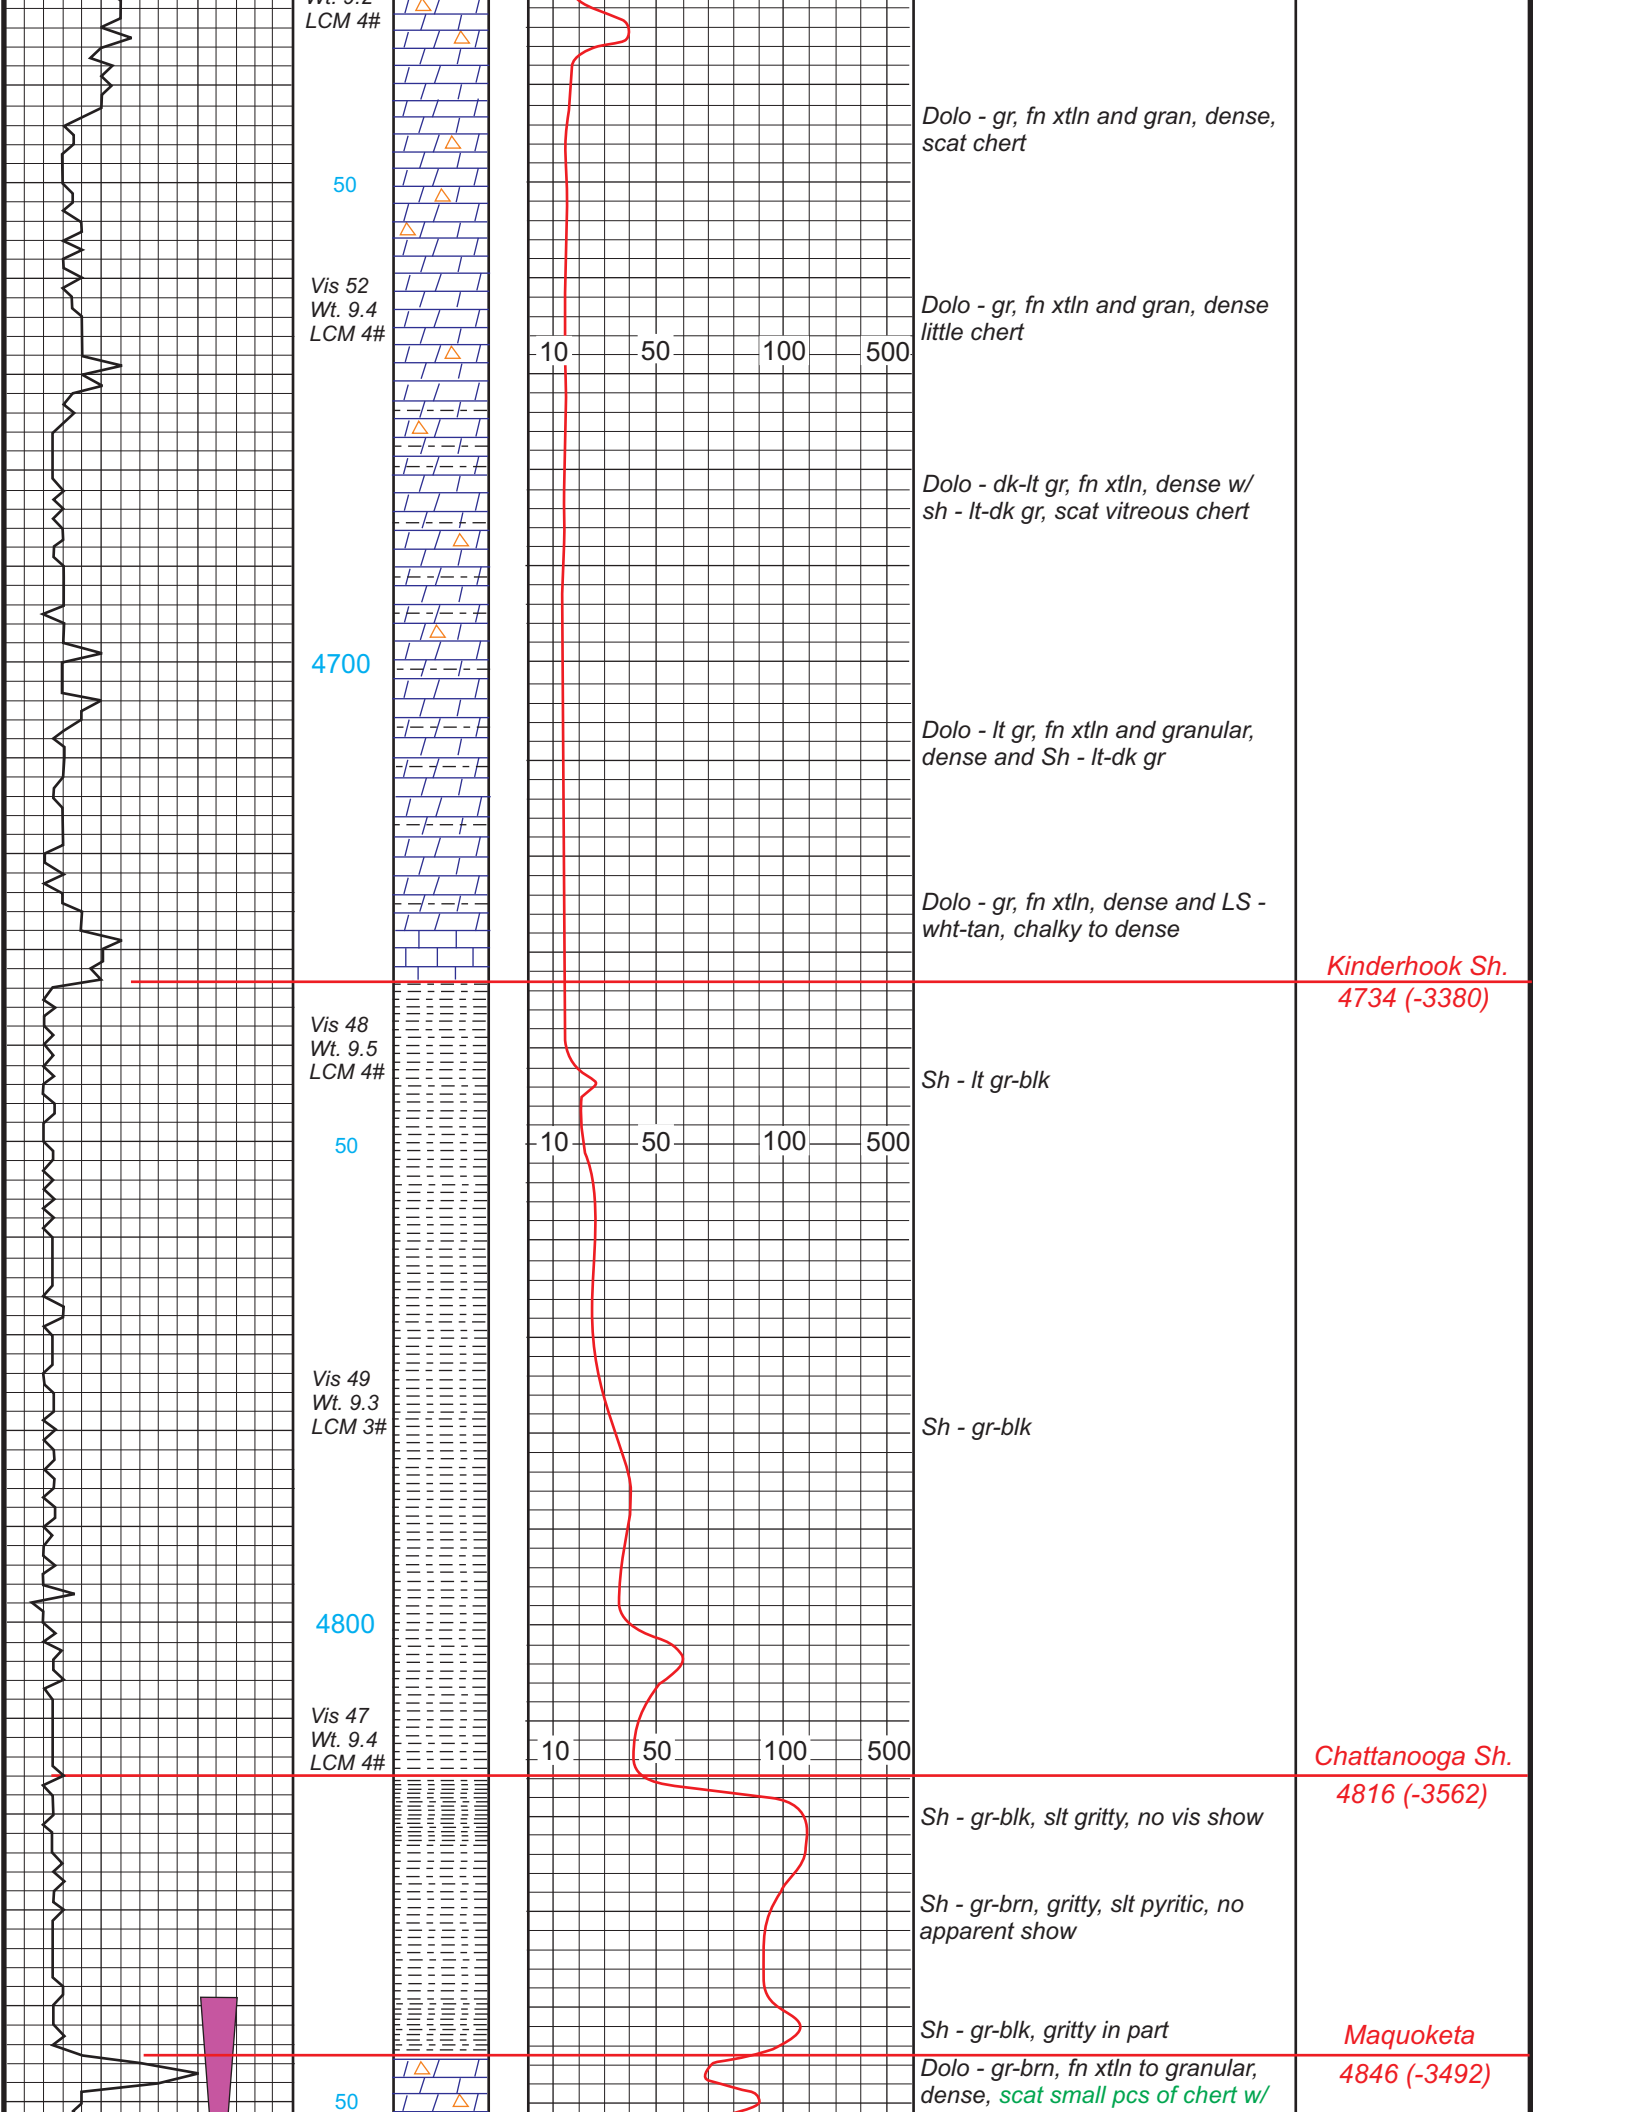 Wt. 9.2
LCM 4#
Dolo - gr, fn xtln and gran, dense,
scat chert
50
Vis 52
Wt. 9.4
LCM 4#
Dolo - gr, fn xtln and gran, dense
little chert
10 50 100 500
Dolo - dk-lt gr, fn xtln, dense w/
sh - lt-dk gr, scat vitreous chert
4700
Dolo - lt gr, fn xtln and granular,
dense and Sh - lt-dk gr
Dolo - gr, fn xtln, dense and LS -
wht-tan, chalky to dense
Kinderhook Sh.
4734 (-3380)
Vis 48
Wt. 9.5
LCM 4#
Sh - lt gr-blk
50
10 50 100 500
Vis 49
Wt. 9.3
LCM 3#
Sh - gr-blk
4800
Vis 47
Wt. 9.4
LCM 4#
10 50 100 500
Chattanooga Sh.
4816 (-3562)
Sh - gr-blk, slt gritty, no vis show
Sh - gr-brn, gritty, slt pyritic, no
apparent show
Sh - gr-blk, gritty in part
Maquoketa
4846 (-3492)
Dolo - gr-brn, fn xtln to granular,
dense, scat small pcs of chert w/
50